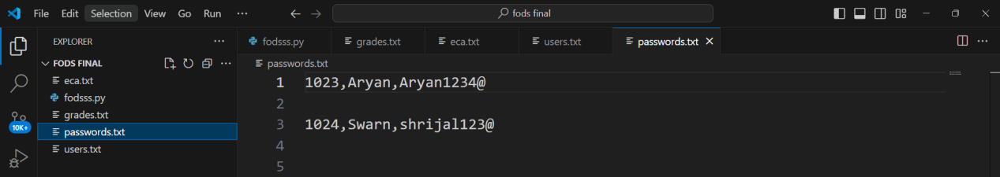 File Edit Selection View Go Run ··· fods final
EXPLORER ··· fodsss.py grades.txt eca.txt users.txt passwords.txt ···
FODS FINAL ··· passwords.txt
eca.txt
fodsss.py
grades.txt
passwords.txt
users.txt
10K+
1 1023,Aryan,Aryan1234@
2
3 1024,Swarn,shrijal123@
4
5